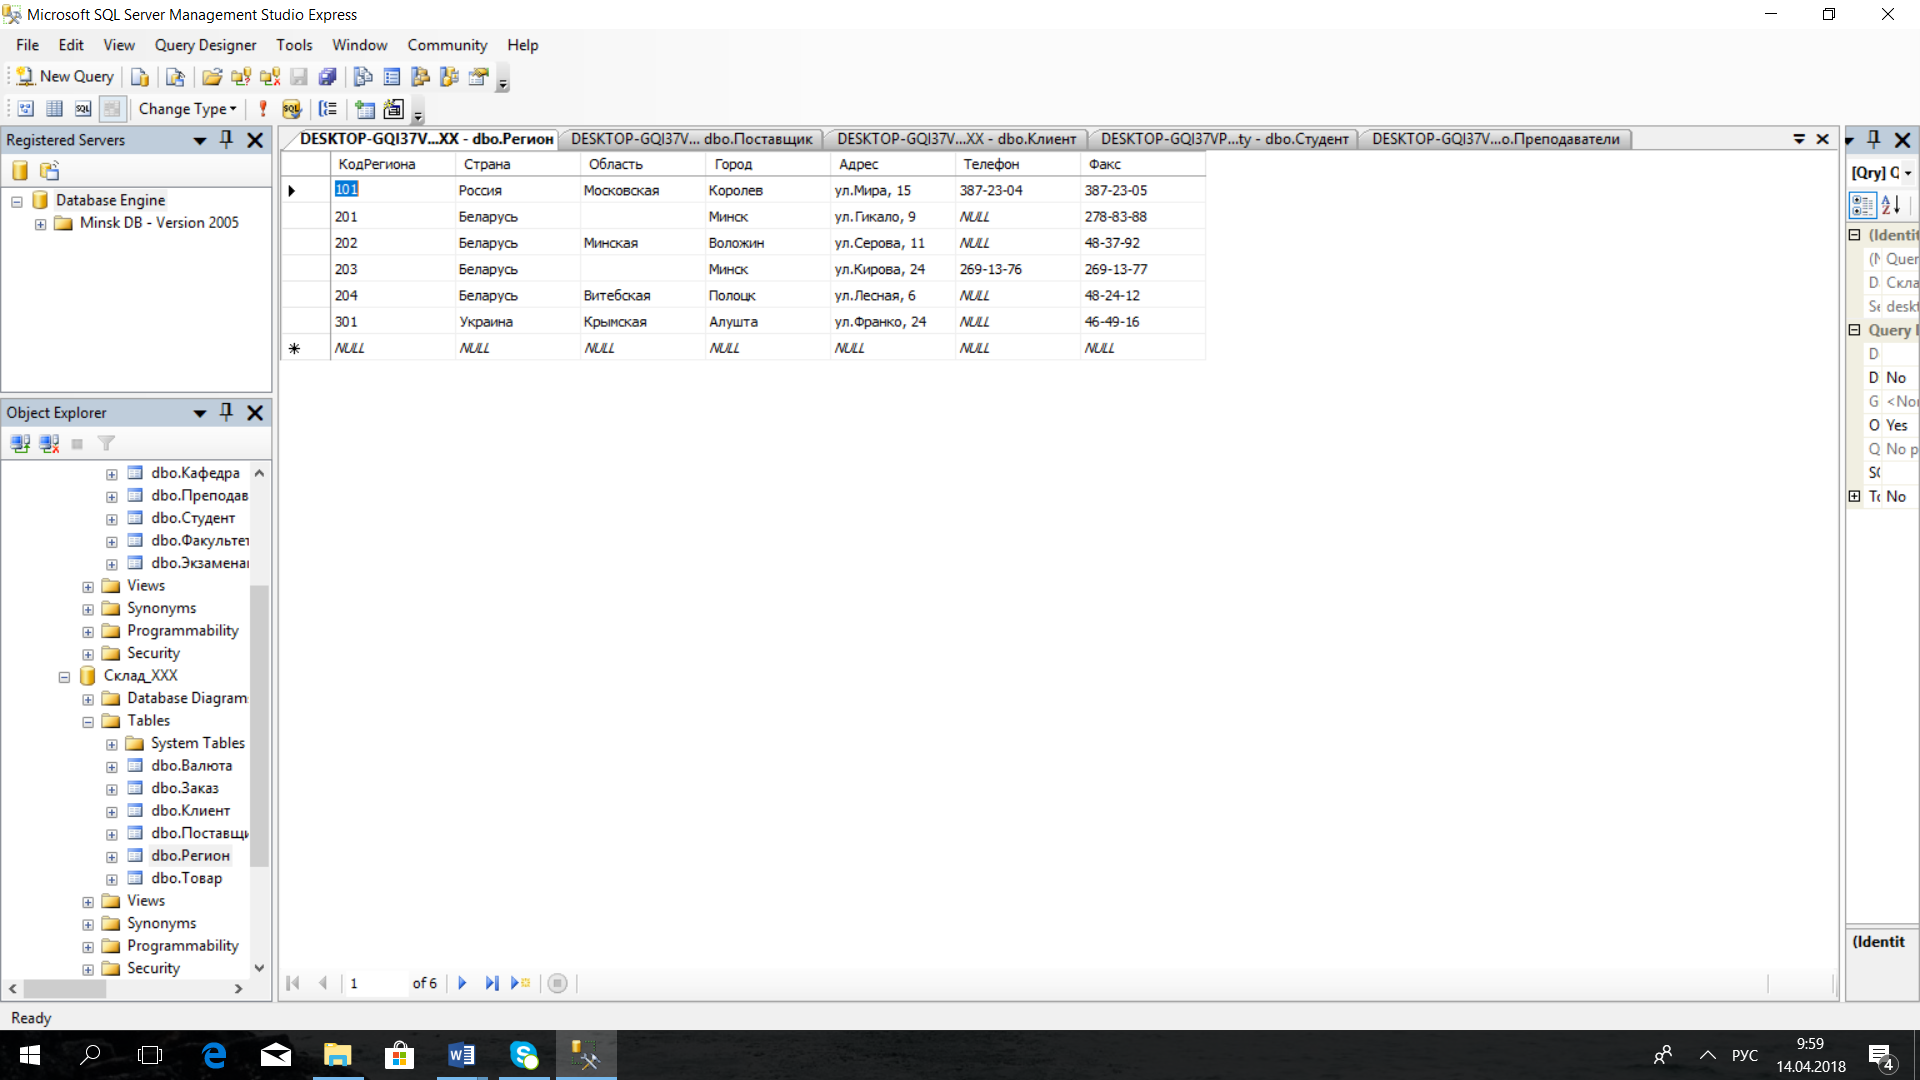 Microsoft SQL Server Management Studio Express
File Edit View Query Designer Tools Window Community Help
New Query
Change Type
Registered Servers
Database Engine
Minsk DB - Version 2005
Object Explorer
dbo.Кафедра
dbo.Преподав
dbo.Студент
dbo.Факультет
dbo.Экзамена
Views
Synonyms
Programmability
Security
Склад_XXX
Database Diagram
Tables
System Tables
dbo.Валюта
dbo.Заказ
dbo.Клиент
dbo.Поставщи
dbo.Регион
dbo.Товар
Views
Synonyms
Programmability
Security
DESKTOP-GQI37V...XX - dbo.Регион DESKTOP-GQI37V... dbo.Поставщик DESKTOP-GQI37V...XX - dbo.Клиент DESKTOP-GQI37VP...ty - dbo.Студент DESKTOP-GQI37V...o.Преподаватели
КодРегиона Страна Область Город Адрес Телефон Факс
101 Россия Московская Королев ул.Мира, 15 387-23-04 387-23-05
201 Беларусь Минск ул.Гикало, 9 NULL 278-83-88
202 Беларусь Минская Воложин ул.Серова, 11 NULL 48-37-92
203 Беларусь Минск ул.Кирова, 24 269-13-76 269-13-77
204 Беларусь Витебская Полоцк ул.Лесная, 6 NULL 48-24-12
301 Украина Крымская Алушта ул.Франко, 24 NULL 46-49-16
NULL NULL NULL NULL NULL NULL NULL
1 of 6
[Qry] Q
(Identit
(N Quer
D Скла
Se deskt
Query
D
D No
G <Nor
O Yes
Q No p
To No
(Identit
Ready
РУС
9:59
14.04.2018
4